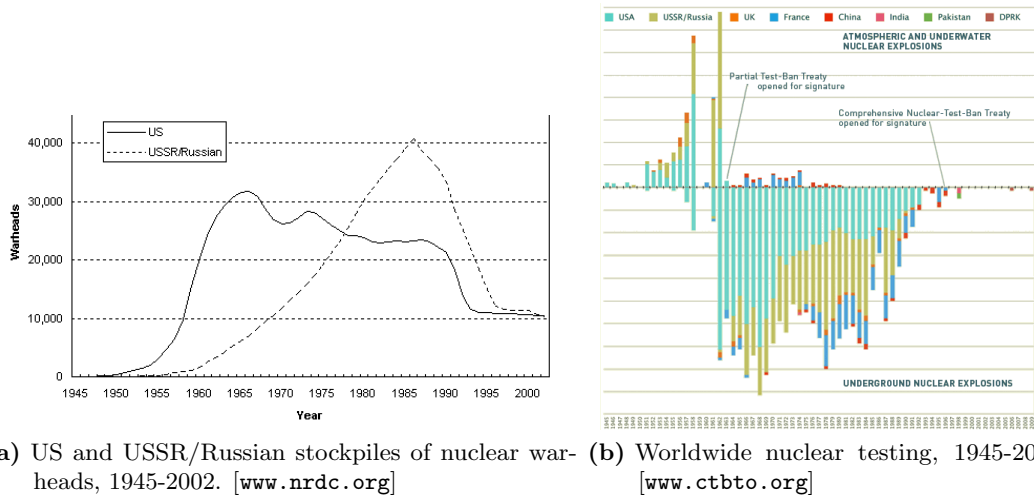 40,000
30,000
20,000
10,000
0
Warheads
US
USSR/Russian
1945 1950 1955 1960 1965 1970 1975 1980 1985 1990 1995 2000
Year
a) US and USSR/Russian stockpiles of nuclear war-
heads, 1945-2002. [www.nrdc.org]
USA USSR/Russia UK France China India Pakistan DPRK
ATMOSPHERIC AND UNDERWATER
NUCLEAR EXPLOSIONS
Partial Test-Ban Treaty
opened for signature
Comprehensive Nuclear-Test-Ban Treaty
opened for signature
UNDERGROUND NUCLEAR EXPLOSIONS
(b) Worldwide nuclear testing, 1945-20
[www.ctbto.org]